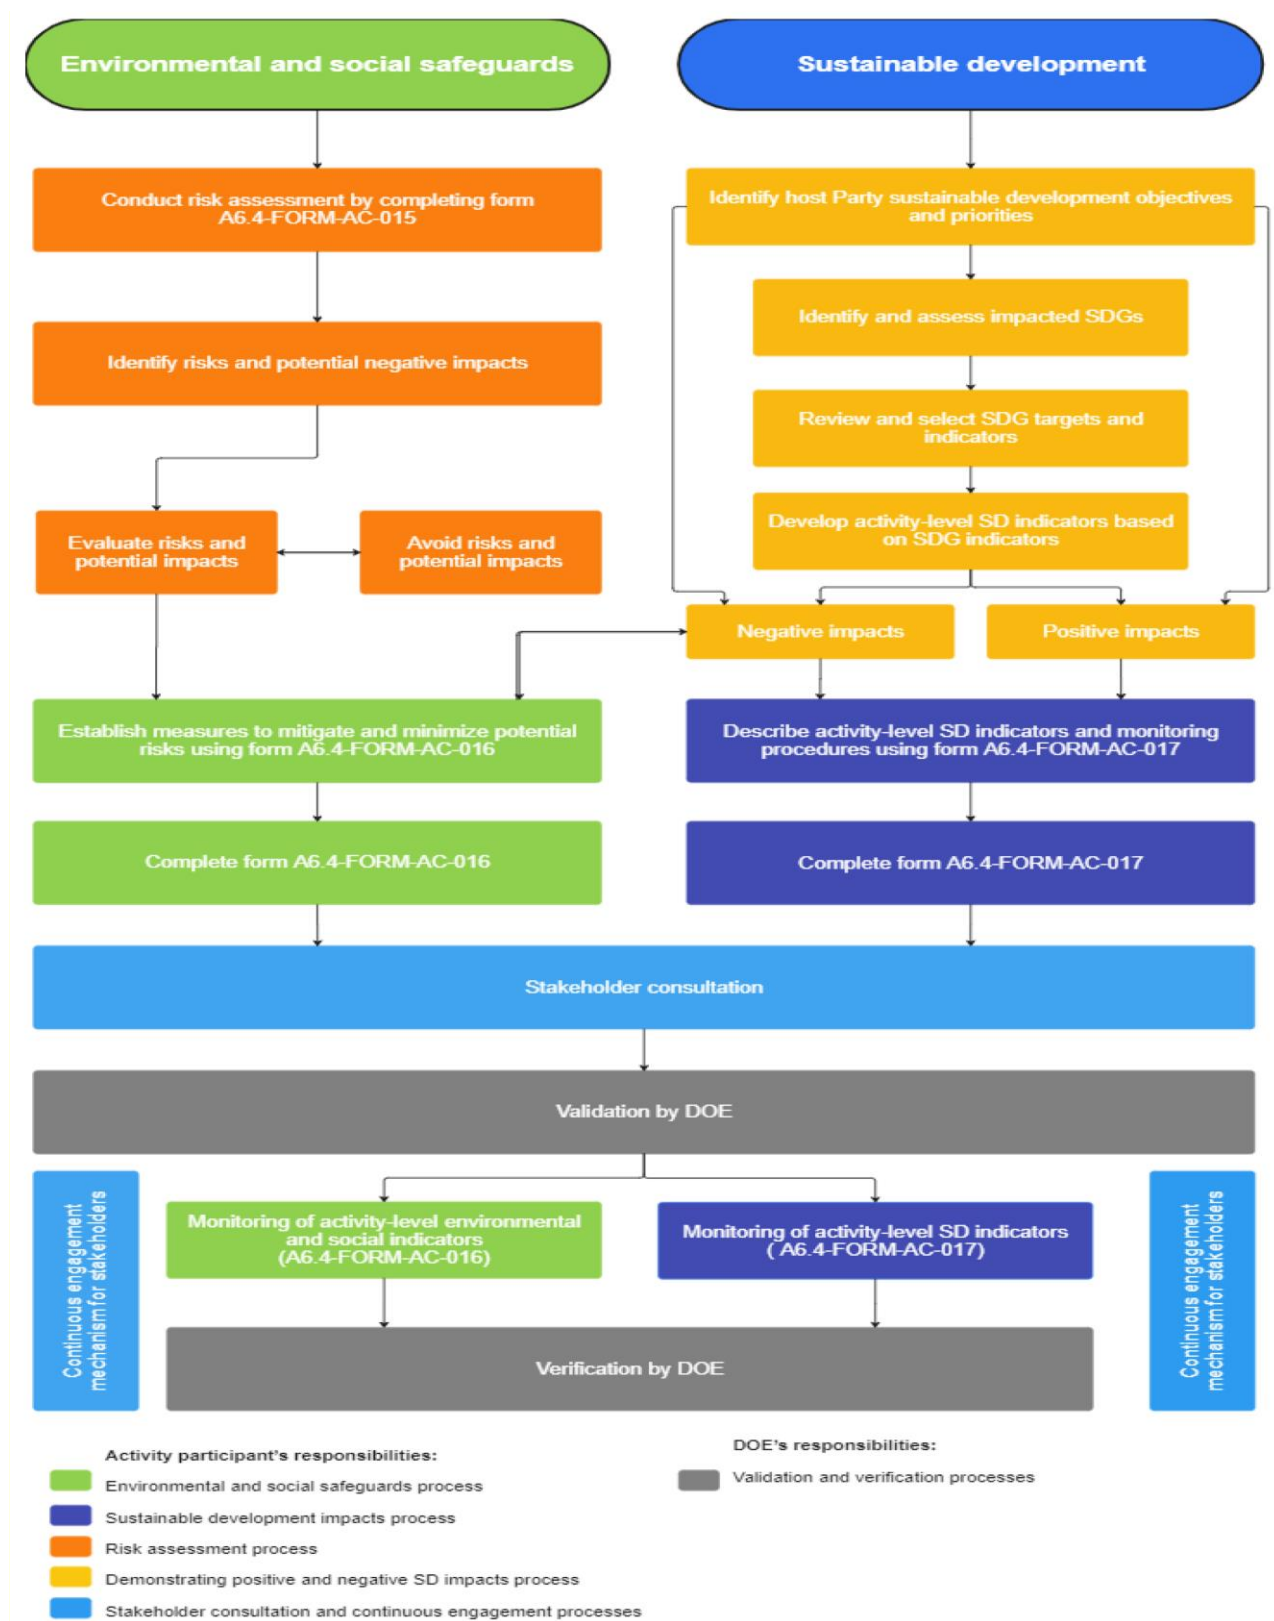 Environmental and social safeguards
Sustainable development
Conduct risk assessment by completing form
A6.4-FORM-AC-015
Identify host Party sustainable development objectives
and priorities
Identify and assess impacted SDGs
Identify risks and potential negative impacts
Review and select SDG targets and
indicators
Develop activity-level SD indicators based
on SDG indicators
Evaluate risks and
potential impacts
Avoid risks and
potential impacts
Negative impacts
Positive impacts
Establish measures to mitigate and minimize potential
risks using form A6.4-FORM-AC-016
Describe activity-level SD indicators and monitoring
procedures using form A6.4-FORM-AC-017
Complete form A6.4-FORM-AC-016
Complete form A6.4-FORM-AC-017
Stakeholder consultation
Validation by DOE
Continuous engagement
mechanism for stakeholders
Monitoring of activity-level environmental
and social indicators
(A6.4-FORM-AC-016)
Monitoring of activity-level SD indicators
( A6.4-FORM-AC-017)
Continuous engagement
mechanism for stakeholders
Verification by DOE
Activity participant's responsibilities:
Environmental and social safeguards process
Sustainable development impacts process
Risk assessment process
Demonstrating positive and negative SD impacts process
Stakeholder consultation and continuous engagement processes
DOE's responsibilities:
Validation and verification processes